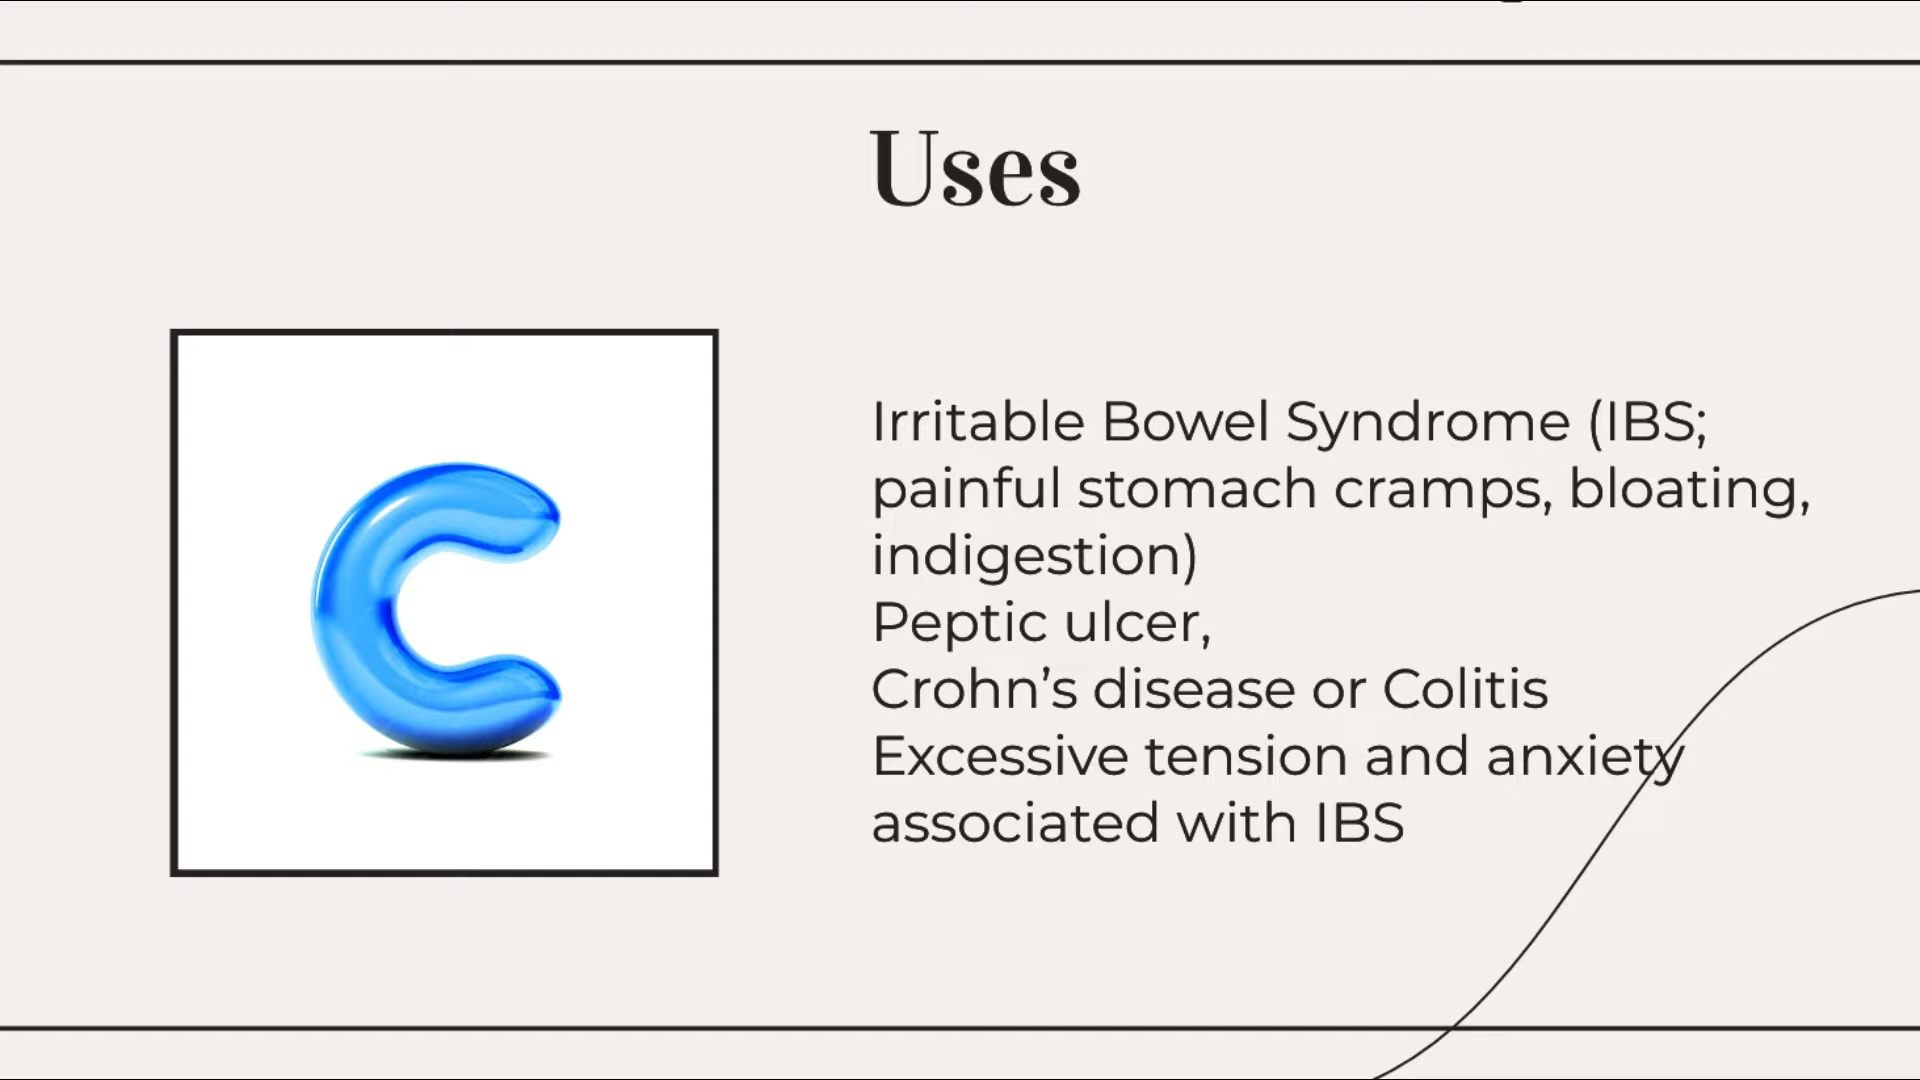 Uses
C
Irritable Bowel Syndrome (IBS;
painful stomach cramps, bloating,
indigestion)
Peptic ulcer,
Crohn’s disease or Colitis
Excessive tension and anxiety
associated with IBS